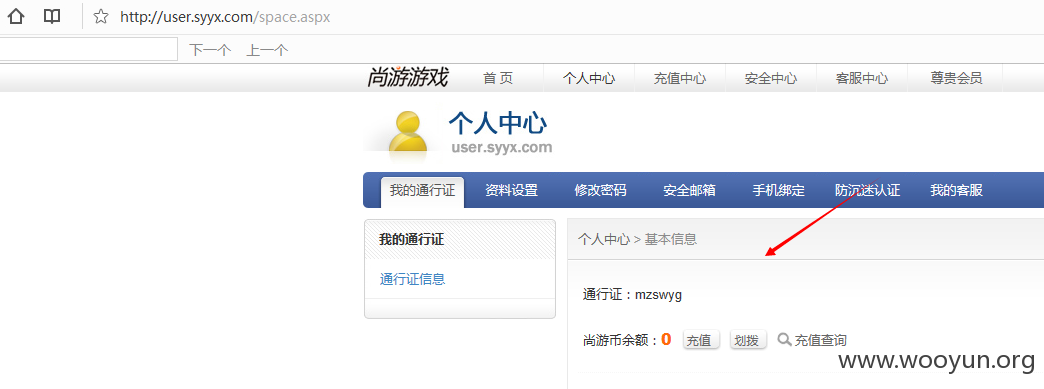 http://user.syyx.com/space.aspx
下一个 上一个
尚游游戏 首 页 个人中心 充值中心 安全中心 客服中心 尊贵会员
个人中心
user.syyx.com
我的通行证 资料设置 修改密码 安全邮箱 手机绑定 防沉迷认证 我的客服
我的通行证
个人中心 > 基本信息
通行证信息
通行证：mzswyg
尚游币余额：0 充值 划拨 充值查询
www.wooyun.org